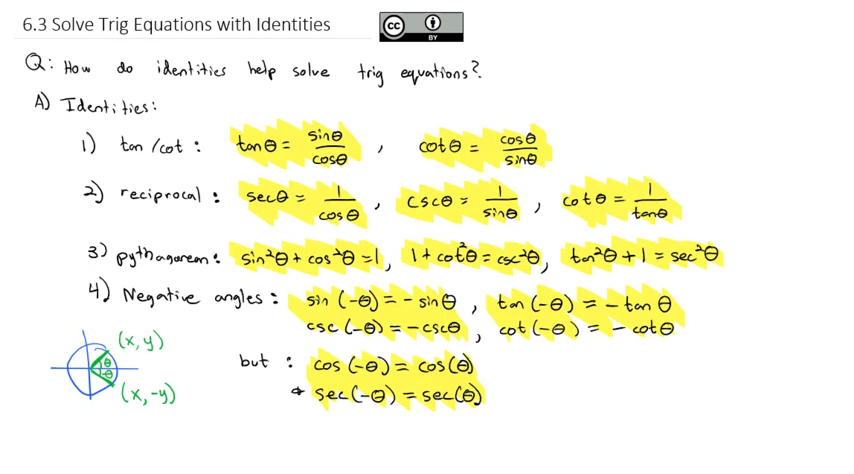 6.3 Solve Trig Equations with Identities
cc BY
Q: How do identities help solve trig equations?
A) Identities:
1) tan/cot: tanθ = sinθ/cosθ, cotθ = cosθ/sinθ
2) reciprocal: secθ = 1/cosθ, cscθ = 1/sinθ, cotθ = 1/tanθ
3) pythagorean: sin²θ + cos²θ = 1, 1 + cot²θ = csc²θ, tan²θ + 1 = sec²θ
4) Negative angles: sin(-θ) = - sinθ, tan(-θ) = - tanθ
csc(-θ) = - cscθ, cot(-θ) = - cotθ
(x, y)
θ
-θ
(x, -y)
but: cos(-θ) = cos(θ)
+ sec(-θ) = sec(θ)